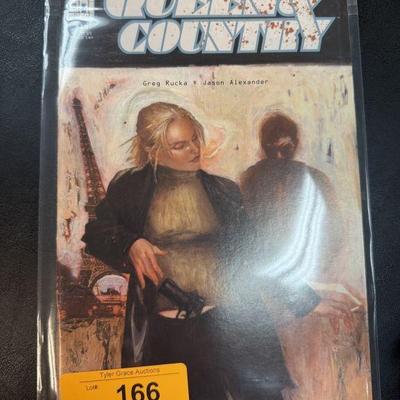 QUEEN &
COUNTRY
Greg Rucka + Jason Alexander
Tyler Grace Auctions
Lot#:
166